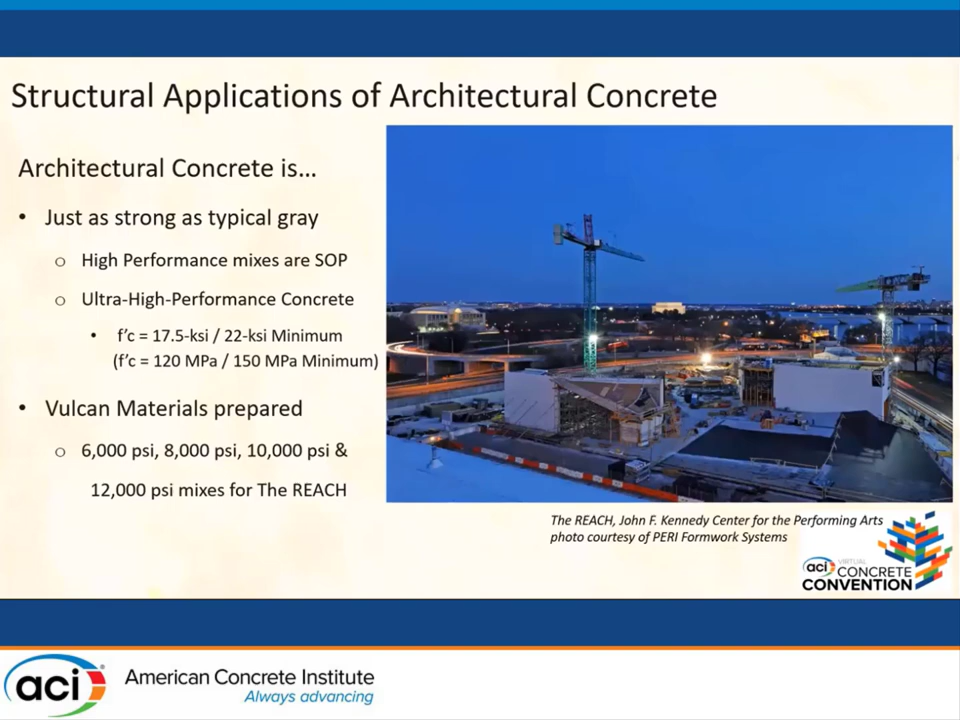 Structural Applications of Architectural Concrete
Architectural Concrete is...
• Just as strong as typical gray
o High Performance mixes are SOP
o Ultra-High-Performance Concrete
• f'c = 17.5-ksi / 22-ksi Minimum
(f'c = 120 MPa / 150 MPa Minimum)
• Vulcan Materials prepared
o 6,000 psi, 8,000 psi, 10,000 psi &
12,000 psi mixes for The REACH
The REACH, John F. Kennedy Center for the Performing Arts
photo courtesy of PERI Formwork Systems
aci VIRTUAL
CONCRETE
CONVENTION
aci® American Concrete Institute
Always advancing